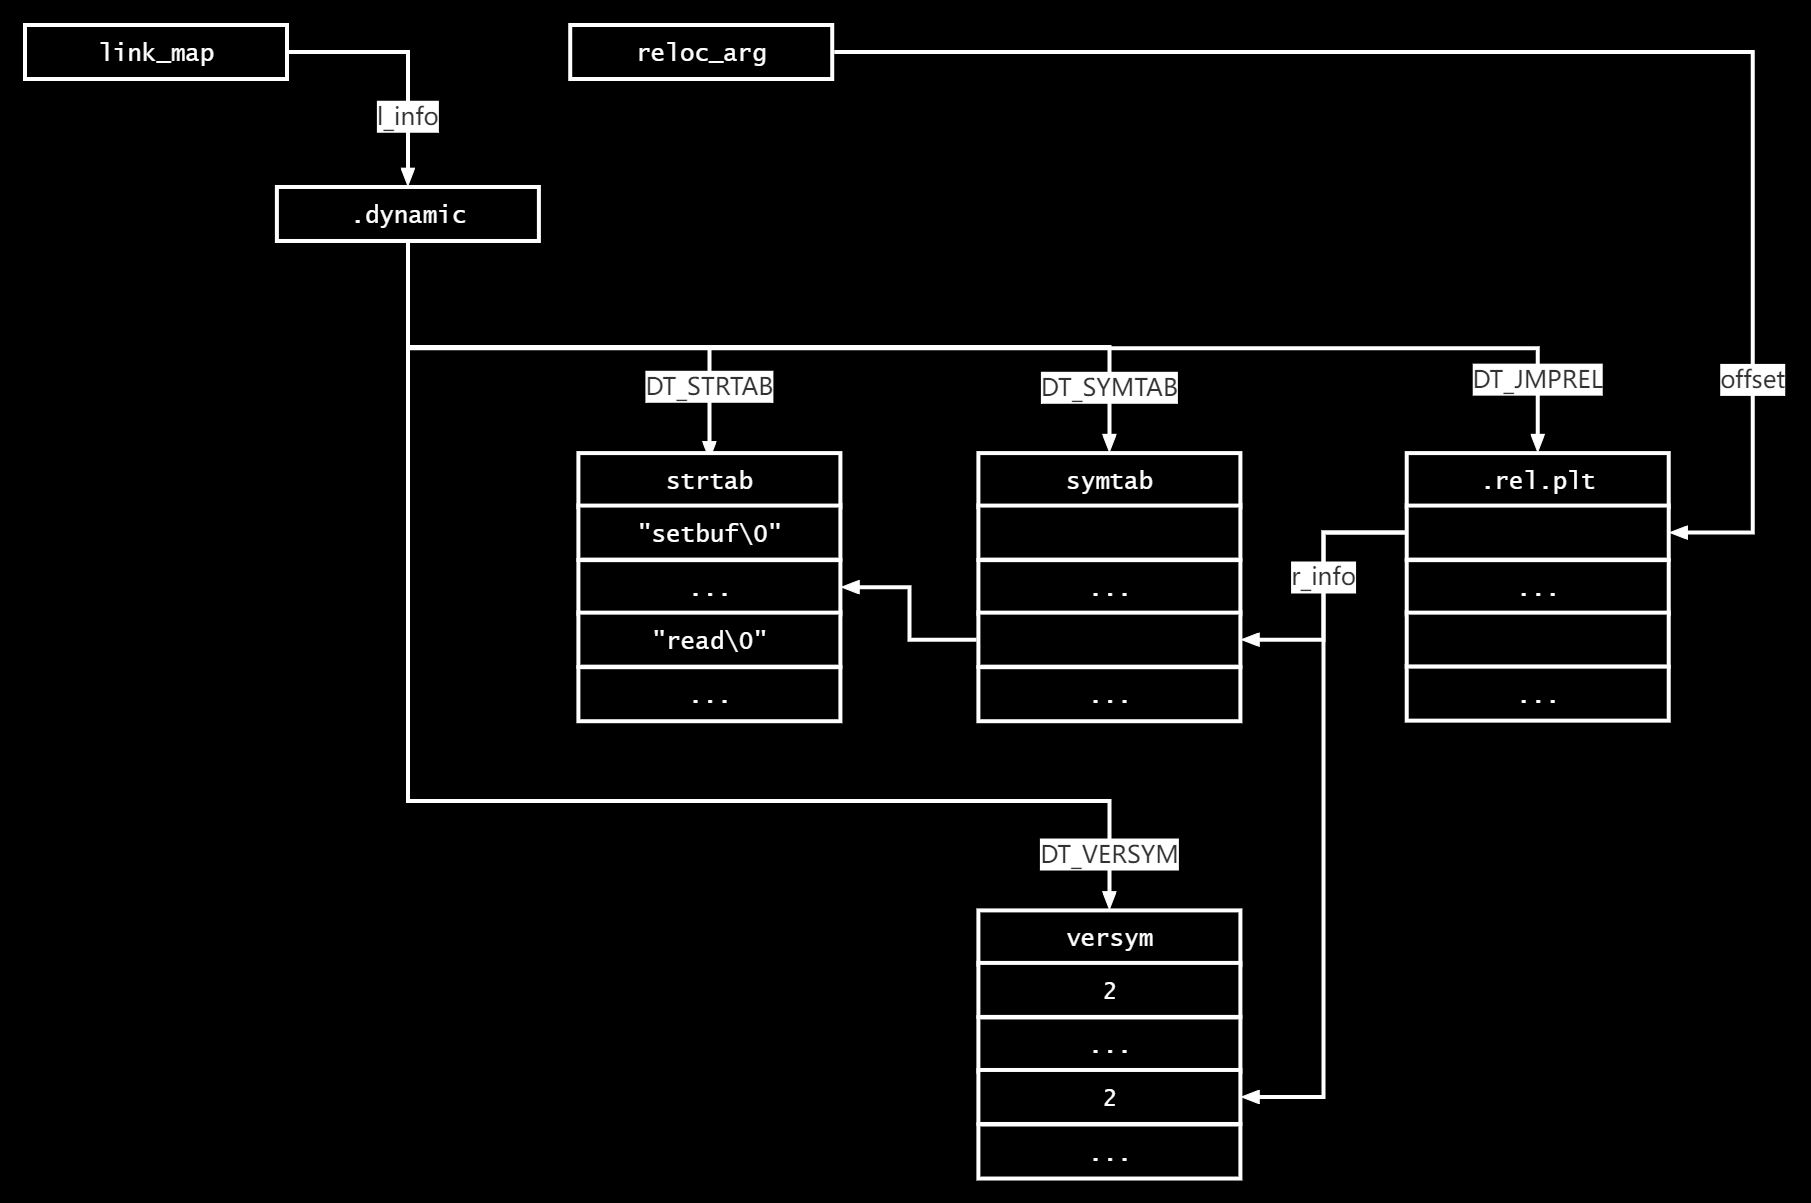 link_map
reloc_arg
l_info
.dynamic
DT_STRTAB
DT_SYMTAB
DT_JMPREL
offset
strtab
"setbuf\0"
...
"read\0"
...
symtab
...
...
.rel.plt
...
...
r_info
DT_VERSYM
versym
2
...
2
...